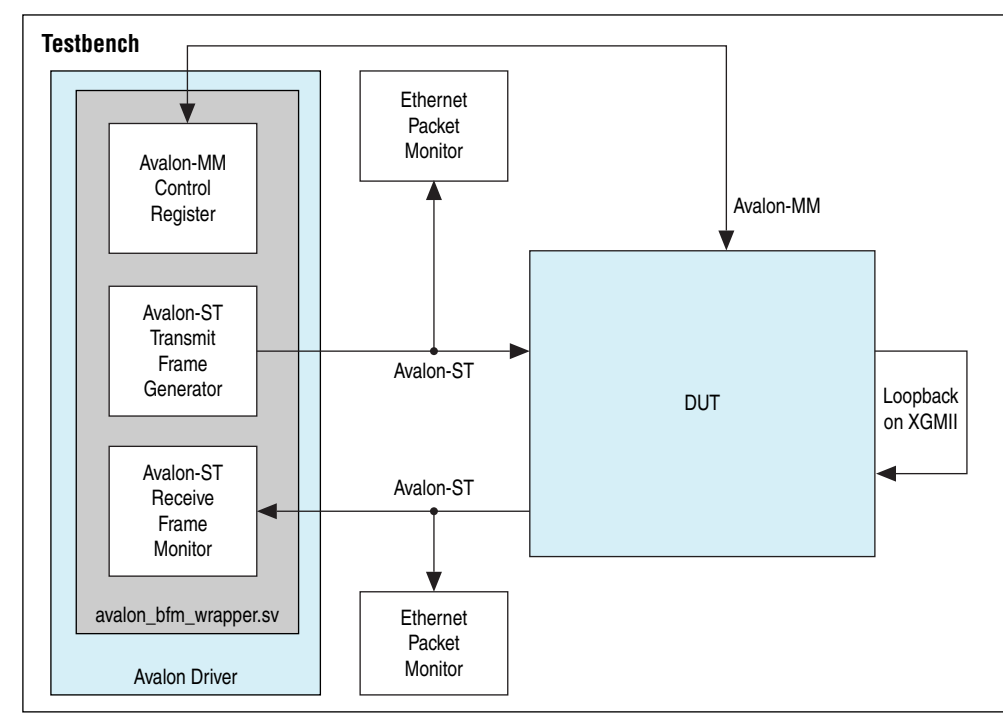 Testbench
Ethernet
Packet
Monitor
Avalon-MM
Control
Register
Avalon-MM
Avalon-ST
Transmit
Frame
Generator
Avalon-ST
DUT
Loopback
on XGMII
Avalon-ST
Receive
Frame
Monitor
Avalon-ST
avalon_bfm_wrapper.sv
Ethernet
Packet
Monitor
Avalon Driver